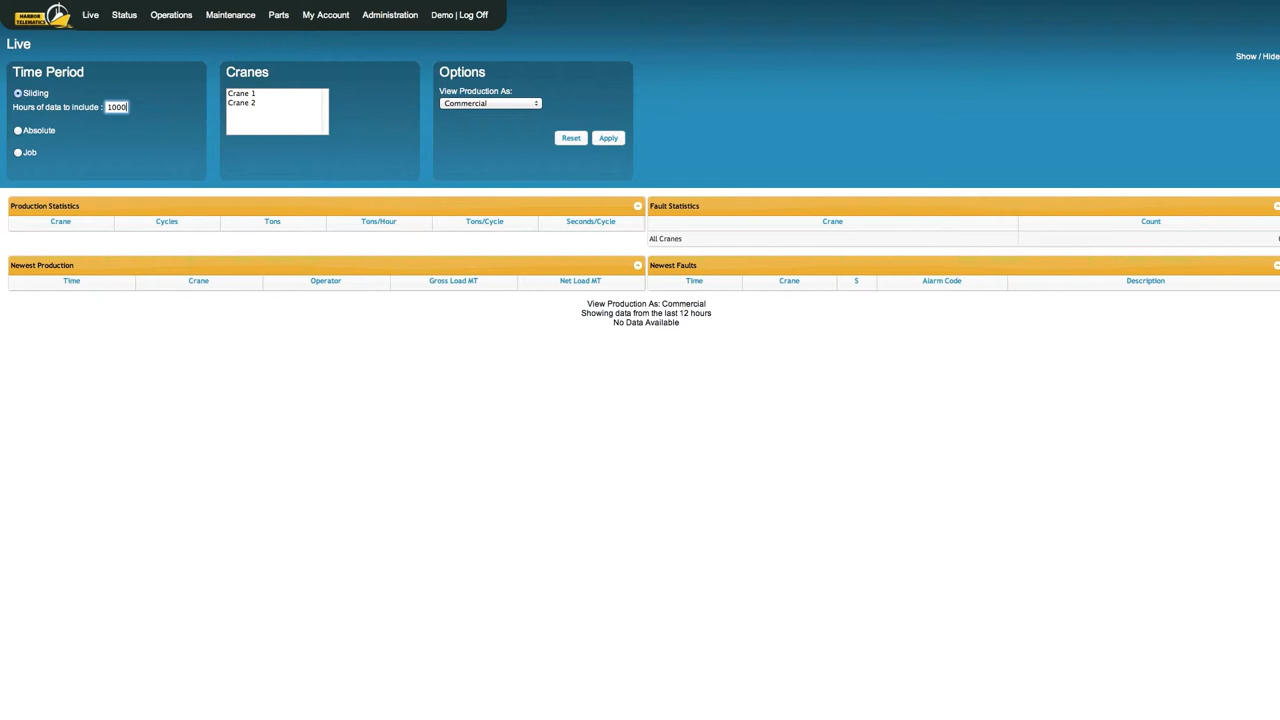 HARBOR
TELEMATICS
Live Status Operations Maintenance Parts My Account Administration Demo | Log Off
Live
Show / Hide
Time Period
Sliding
Hours of data to include : 1000
Absolute
Job
Cranes
Crane 1
Crane 2
Options
View Production As:
Commercial
Reset Apply
Production Statistics
Crane Cycles Tons Tons/Hour Tons/Cycle Seconds/Cycle
Fault Statistics
Crane Count
All Cranes
Newest Production
Time Crane Operator Gross Load MT Net Load MT
Newest Faults
Time Crane S Alarm Code Description
View Production As: Commercial
Showing data from the last 12 hours
No Data Available